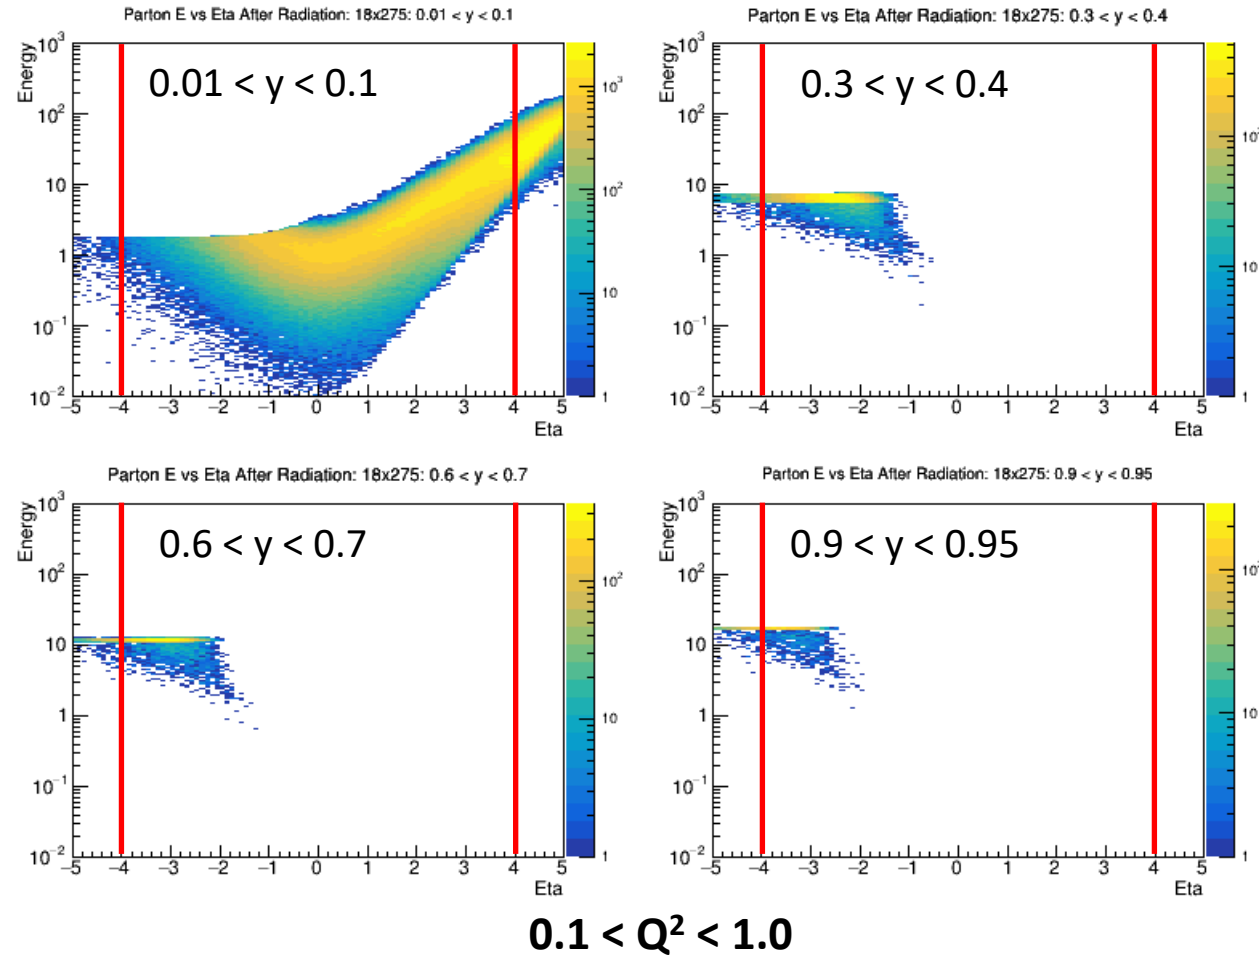 Parton E vs Eta After Radiation: 18x275: 0.01 < y < 0.1
Energy
10³
10²
10
1
10⁻¹
10⁻²
0.01 < y < 0.1
−5 −4 −3 −2 −1 0 1 2 3 4 5
Eta
10³
10²
10
1
Parton E vs Eta After Radiation: 18x275: 0.3 < y < 0.4
Energy
10³
10²
10
1
10⁻¹
10⁻²
0.3 < y < 0.4
−5 −4 −3 −2 −1 0 1 2 3 4 5
Eta
10²
10
1
Parton E vs Eta After Radiation: 18x275: 0.6 < y < 0.7
Energy
10³
10²
10
1
10⁻¹
10⁻²
0.6 < y < 0.7
−5 −4 −3 −2 −1 0 1 2 3 4 5
Eta
10²
10
1
Parton E vs Eta After Radiation: 18x275: 0.9 < y < 0.95
Energy
10³
10²
10
1
10⁻¹
10⁻²
0.9 < y < 0.95
−5 −4 −3 −2 −1 0 1 2 3 4 5
Eta
10²
10
1
0.1 < Q² < 1.0